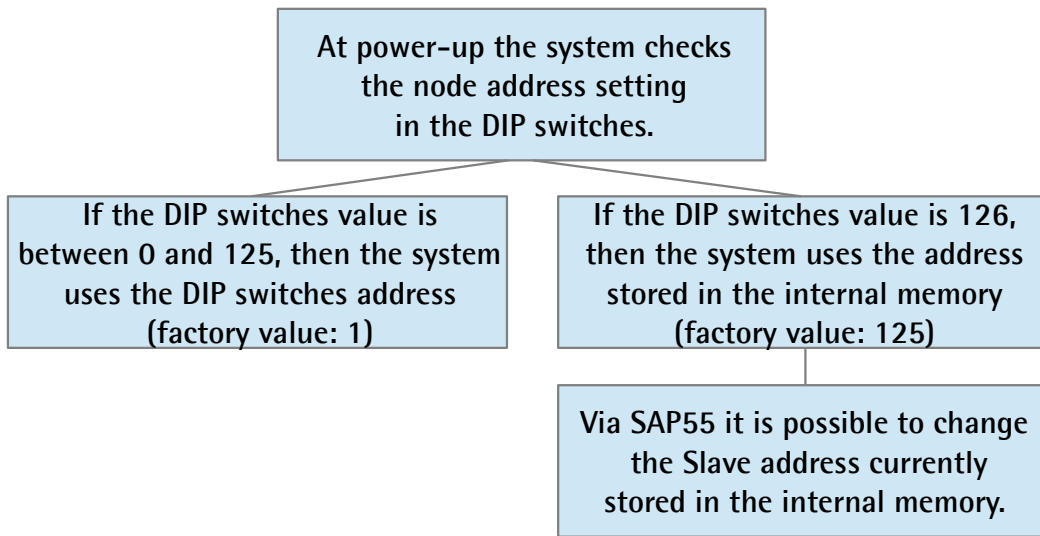 At power-up the system checks
the node address setting
in the DIP switches.
If the DIP switches value is
between 0 and 125, then the system
uses the DIP switches address
(factory value: 1)
If the DIP switches value is 126,
then the system uses the address
stored in the internal memory
(factory value: 125)
Via SAP55 it is possible to change
the Slave address currently
stored in the internal memory.